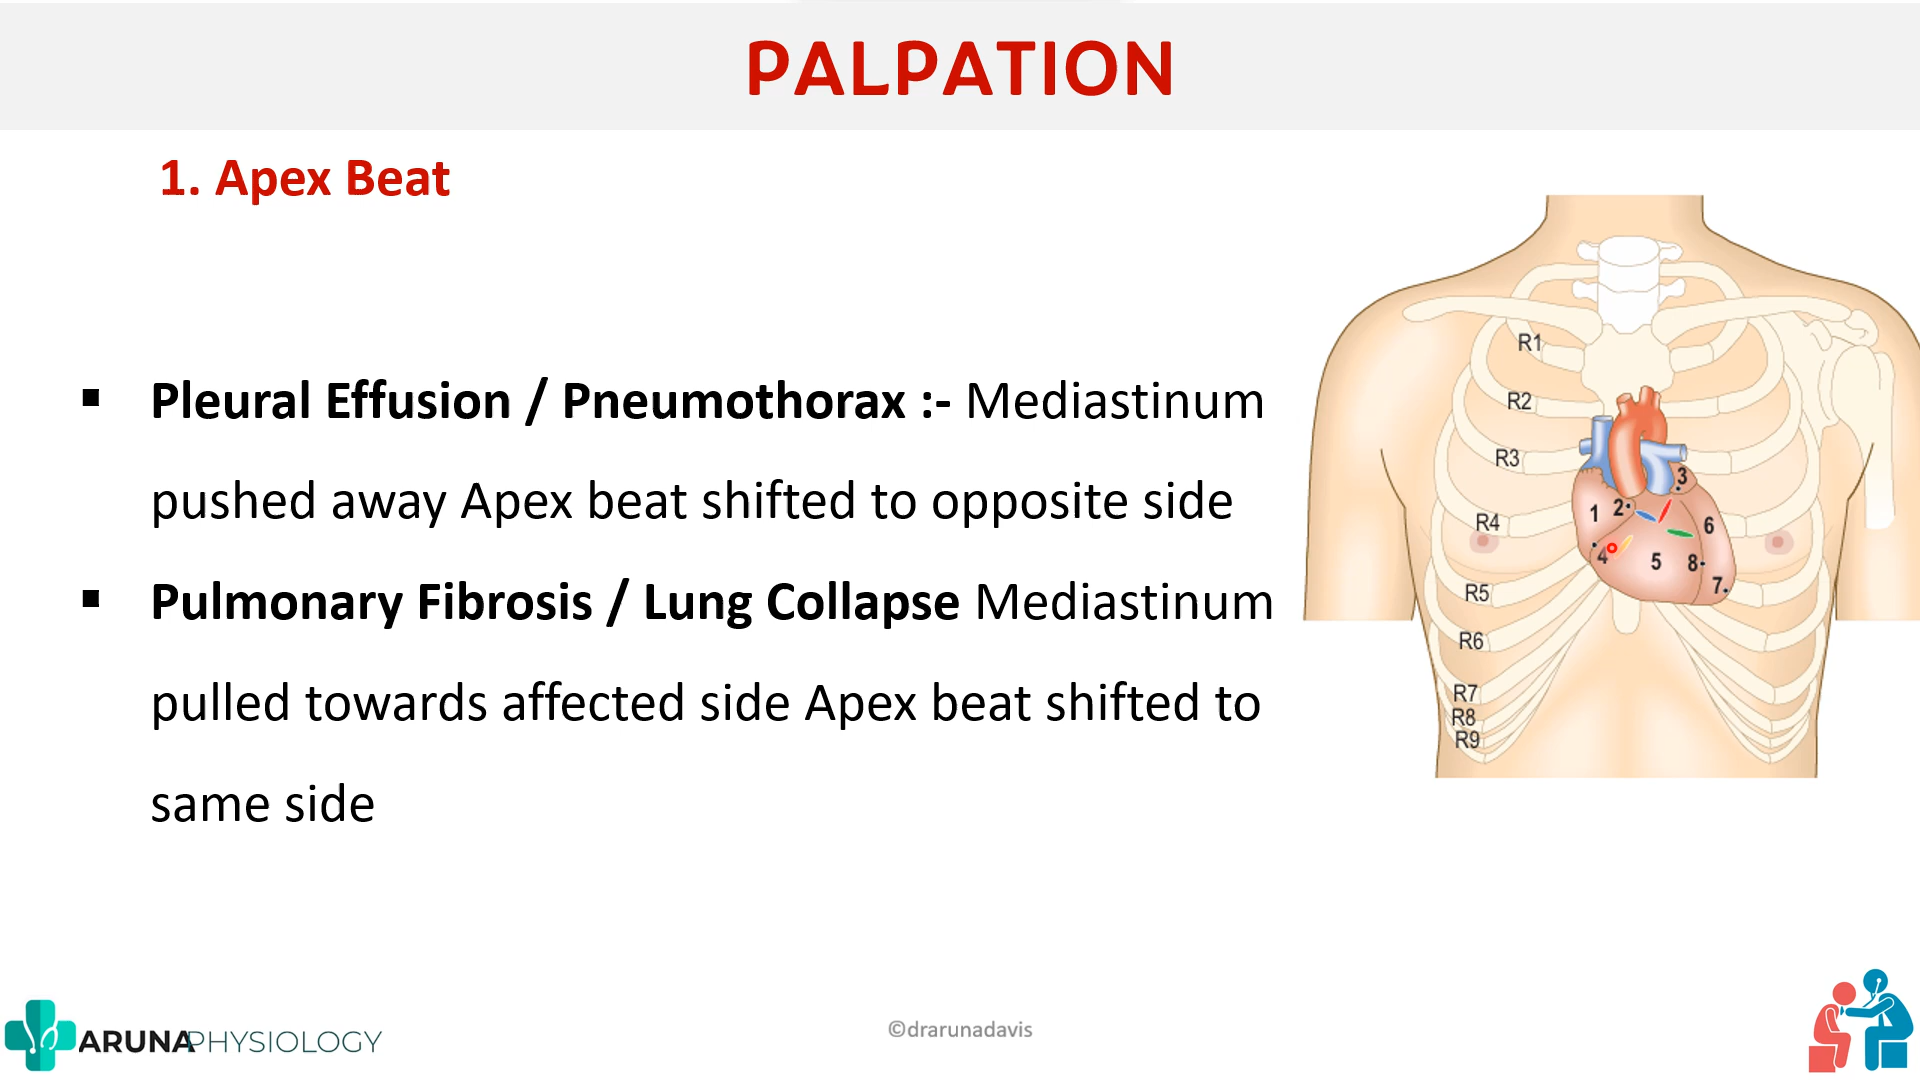 PALPATION
1. Apex Beat
▪ Pleural Effusion / Pneumothorax :- Mediastinum
pushed away Apex beat shifted to opposite side
▪ Pulmonary Fibrosis / Lung Collapse Mediastinum
pulled towards affected side Apex beat shifted to
same side
R1
R2
R3
R4
R5
R6
R7
R8
R9
3
1 2
6
4
5 8
7
ARUNAPHYSIOLOGY
©drarunadavis